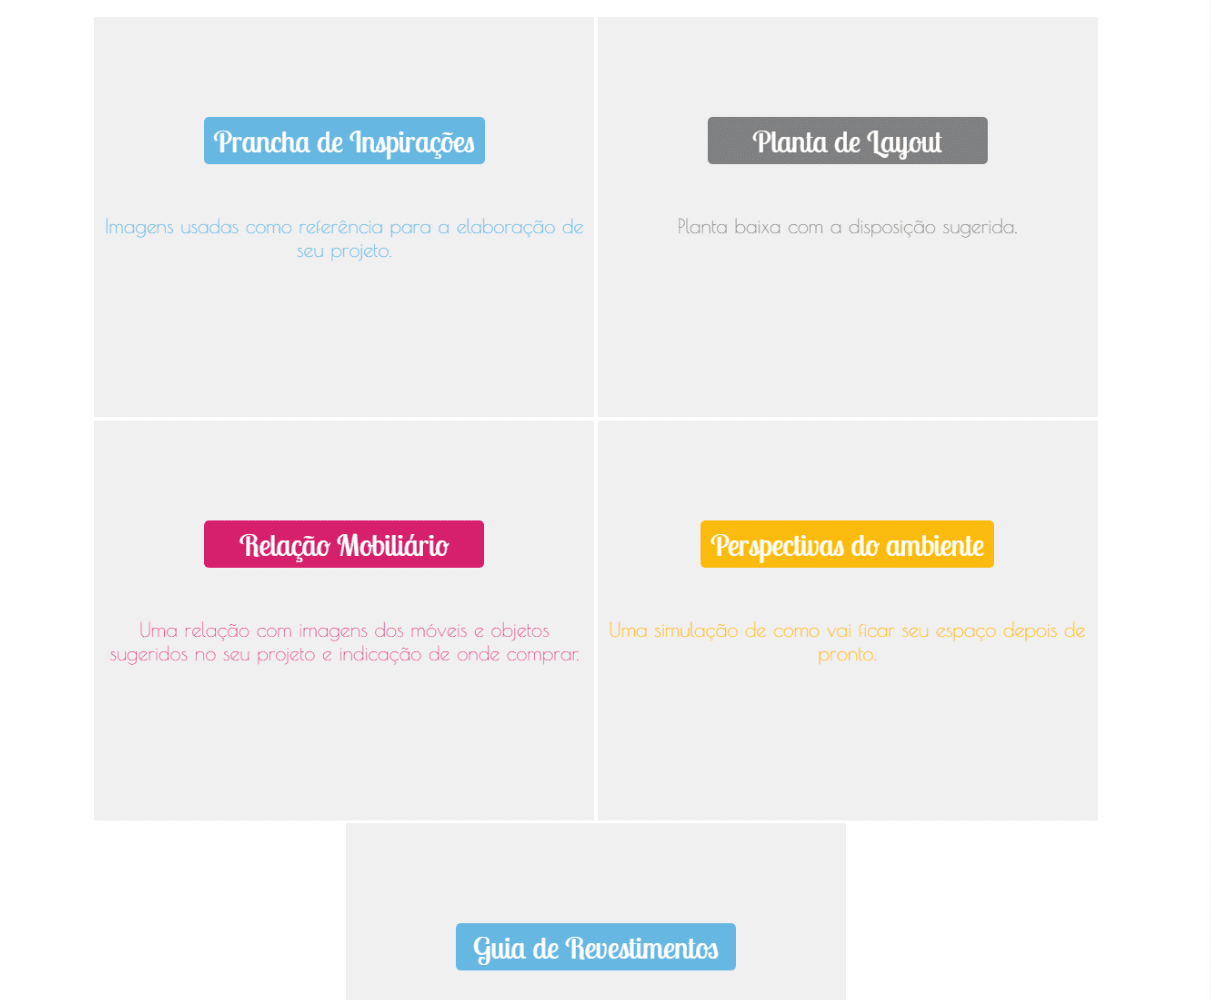 Prancha de Inspirações
Imagens usadas como referência para a elaboração de
seu projeto.
Planta de Layout
Planta baixa com a disposição sugerida.
Relação Mobiliário
Uma relação com imagens dos móveis e objetos
sugeridos no seu projeto e indicação de onde comprar.
Perspectivas do ambiente
Uma simulação de como vai ficar seu espaço depois de
pronto.
Guia de Revestimentos